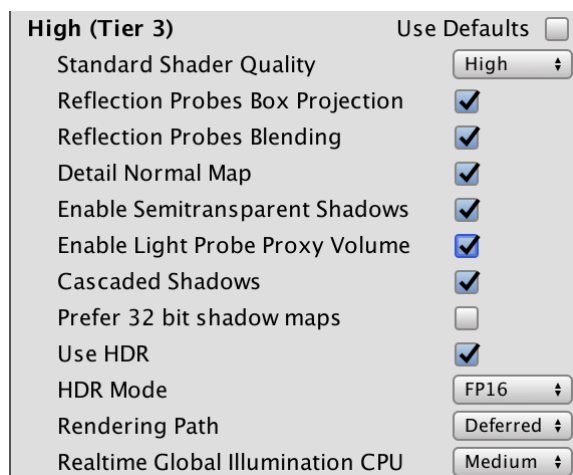 High (Tier 3) Use Defaults
Standard Shader Quality High
Reflection Probes Box Projection
Reflection Probes Blending
Detail Normal Map
Enable Semitransparent Shadows
Enable Light Probe Proxy Volume
Cascaded Shadows
Prefer 32 bit shadow maps
Use HDR
HDR Mode FP16
Rendering Path Deferred
Realtime Global Illumination CPU Medium